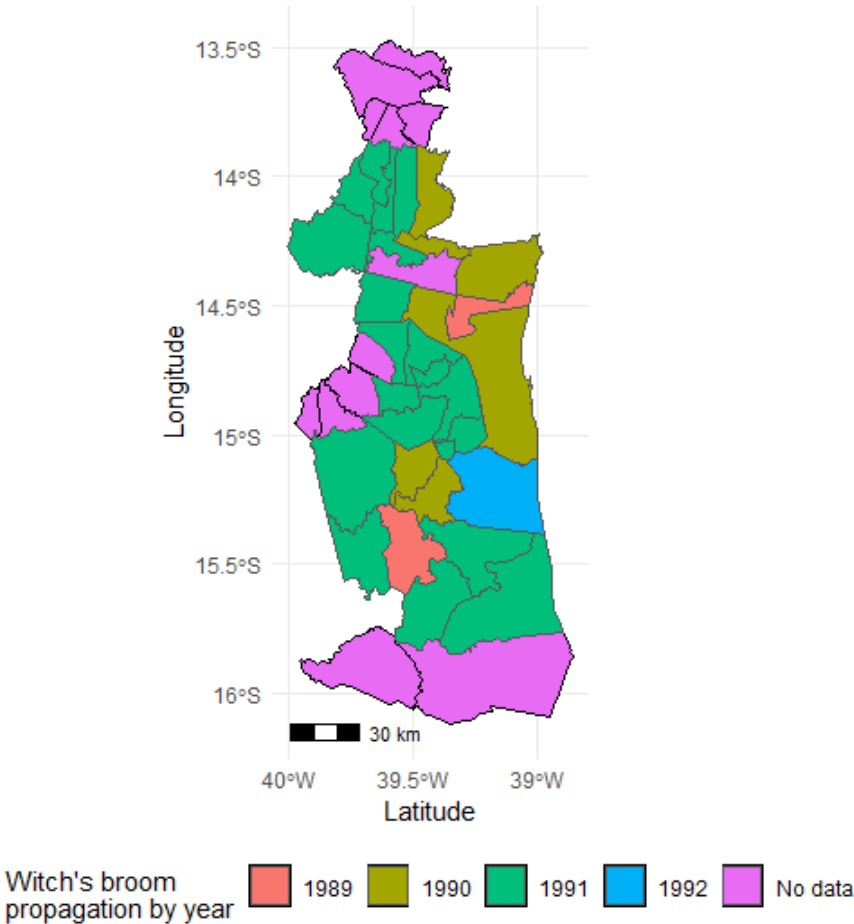 13.5°S
14°S
14.5°S
15°S
15.5°S
16°S
Longitude
30 km
40°W
39.5°W
39°W
Latitude
Witch's broom
propagation by year
1989
1990
1991
1992
No data